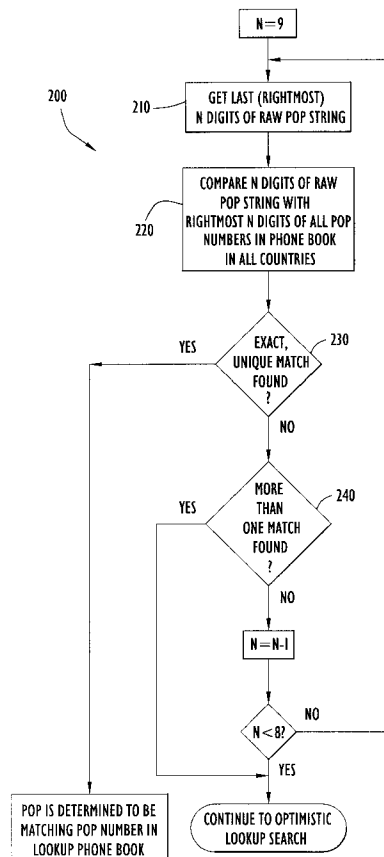 N=9
200
210
GET LAST (RIGHTMOST)
N DIGITS OF RAW POP STRING
COMPARE N DIGITS OF RAW
POP STRING WITH
RIGHTMOST N DIGITS OF ALL POP
NUMBERS IN PHONE BOOK
IN ALL COUNTRIES
220
YES
EXACT,
UNIQUE MATCH
FOUND
?
230
NO
YES
MORE
THAN
ONE MATCH
FOUND
?
240
NO
N=N-1
N<8?
NO
YES
POP IS DETERMINED TO BE
MATCHING POP NUMBER IN
LOOKUP PHONE BOOK
CONTINUE TO OPTIMISTIC
LOOKUP SEARCH